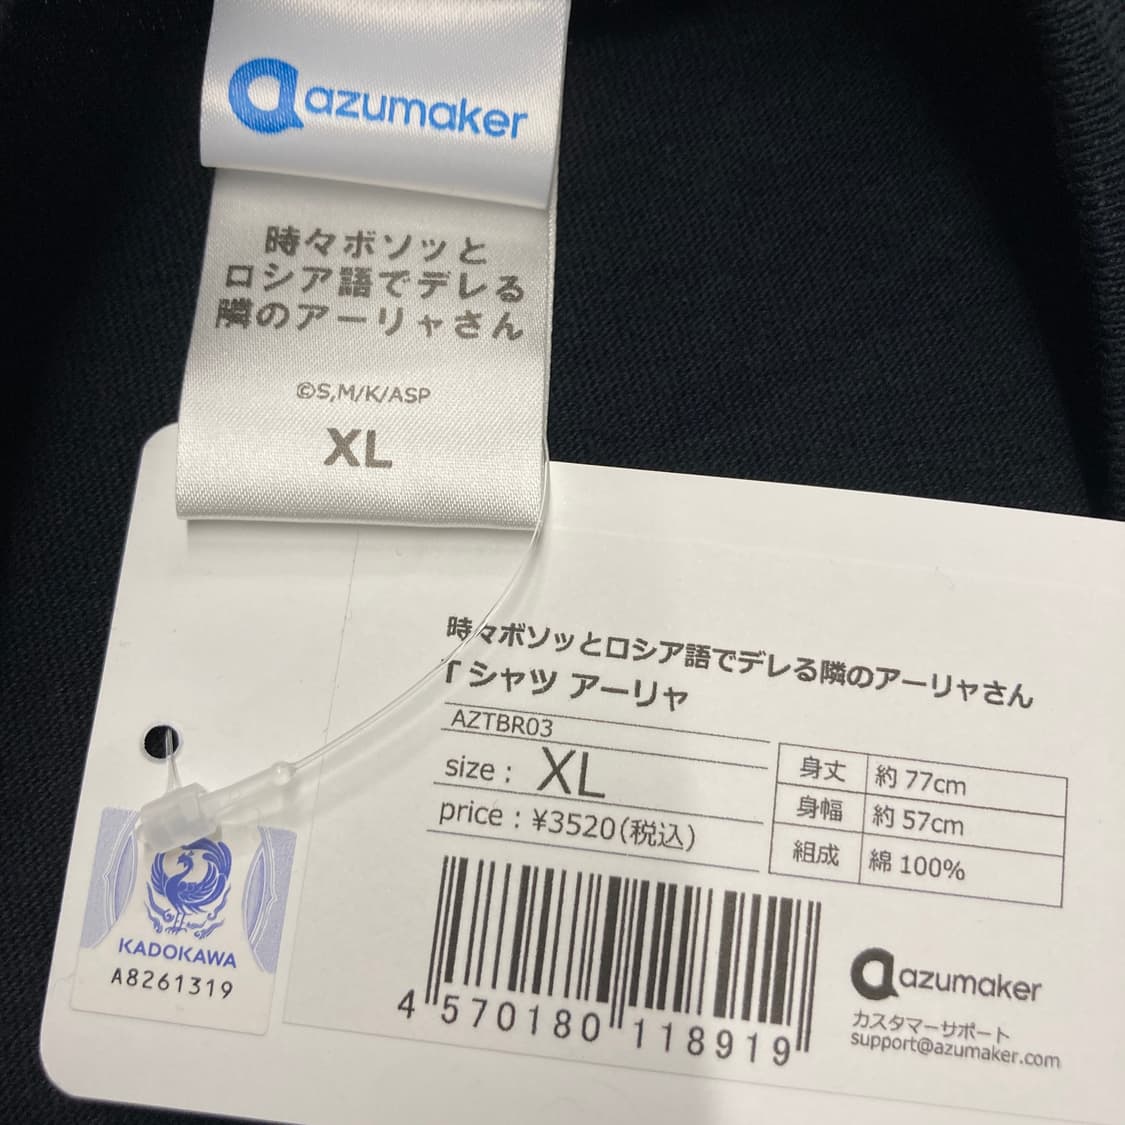 azumaker
時々ボソッと
ロシア語でデレる
隣のアーリャさん
©S,M/K/ASP
XL
時々ボソッとロシア語でデレる隣のアーリャさん
Tシャツ アーリャ
AZTBR03
size : XL
price : ¥3520(税込)
身丈 約 77cm
身幅 約 57cm
組成 綿 100%
4 570180 118919
KADOKAWA
A8261319
azumaker
カスタマーサポート
support@azumaker.com